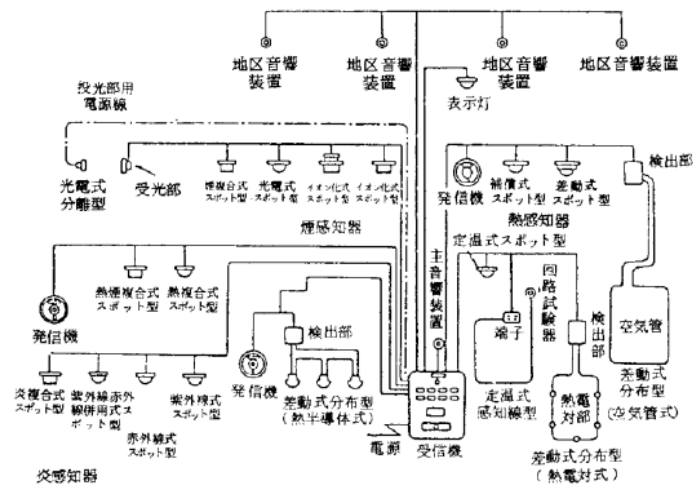 地区音響
装置
地区音響
装置
地区音響
装置
地区音響装置
投光部用
電源線
表示灯
光電式
分離型
受光部
煙複合式
スポット型
光電式
スポット型
イオン化式
スポット型
イオン化式
スポット型
煙感知器
発信機
補償式
スポット型
差動式
スポット型
検出部
熱感知器
定温式スポット型
発信機
熱煙複合式
スポット型
熱複合式
スポット型
主音響装置
回路試験器
端子
検出部
空気管
差動式
分布型
(空気管式)
検出部
発信機
差動式分布型
(熱半導体式)
定温式
感知線型
熱電
対部
差動式分布型
(熱電対式)
炎複合式
スポット型
紫外線赤外
線併用式ス
ポット型
赤外線式
スポット型
紫外線式
スポット型
電源
受信機
炎感知器